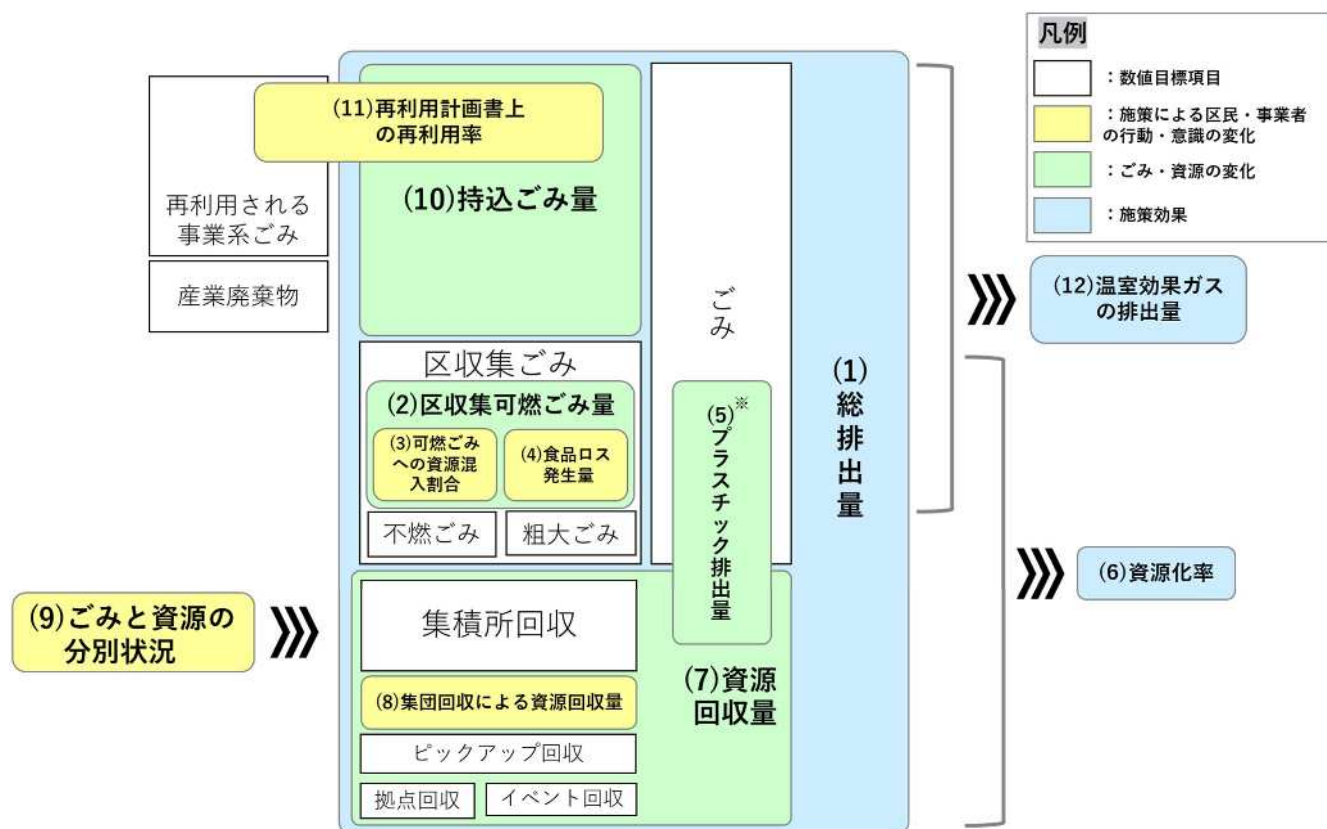 凡例
：数値目標項目
：施策による区民・事業者
の行動・意識の変化
：ごみ・資源の変化
：施策効果
(11)再利用計画書上
の再利用率
(10)持込ごみ量
再利用される
事業系ごみ
産業廃棄物
ごみ
(12)温室効果ガス
の排出量
区収集ごみ
(2)区収集可燃ごみ量
(3)可燃ごみ
への資源混
入割合
(4)食品ロス
発生量
不燃ごみ
粗大ごみ
(5)※プラスチック排出量
(1)総排出量
(6)資源化率
(9)ごみと資源の
分別状況
集積所回収
(8)集団回収による資源回収量
(7)資源
回収量
ピックアップ回収
拠点回収
イベント回収